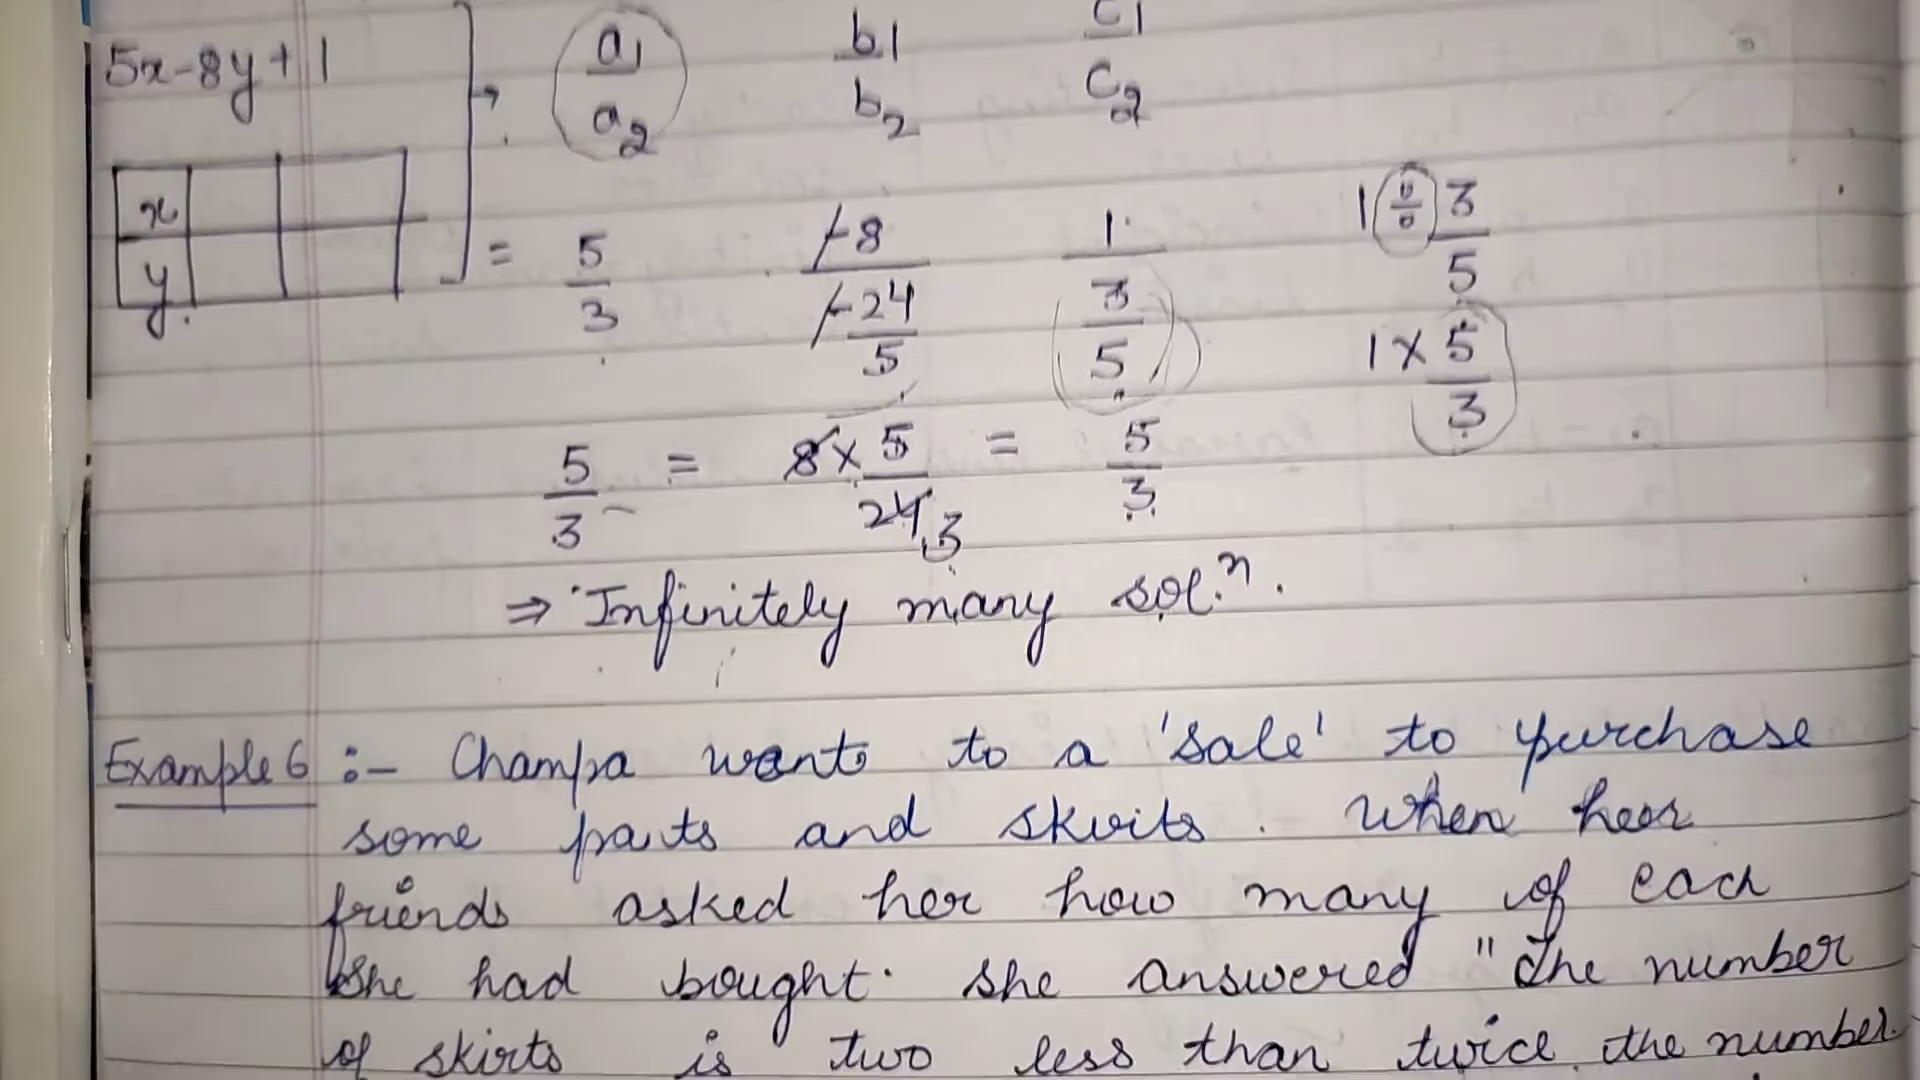 5x-8y+1
a1 b1 c1
a2 b2 c2
x
y
= 5/3 -8/(-24/5) 1/(3/5) 1 ÷ 3/5
1 × 5/3
5/3 = 8 × 5/24 3 = 5/3
⇒ Infinitely many sol.n.
Example 6 :- Champa wants to a 'sale' to purchase
some pants and skirts. When her
friends asked her how many of each
she had bought. she answered "The number
of skirts is two less than twice the number